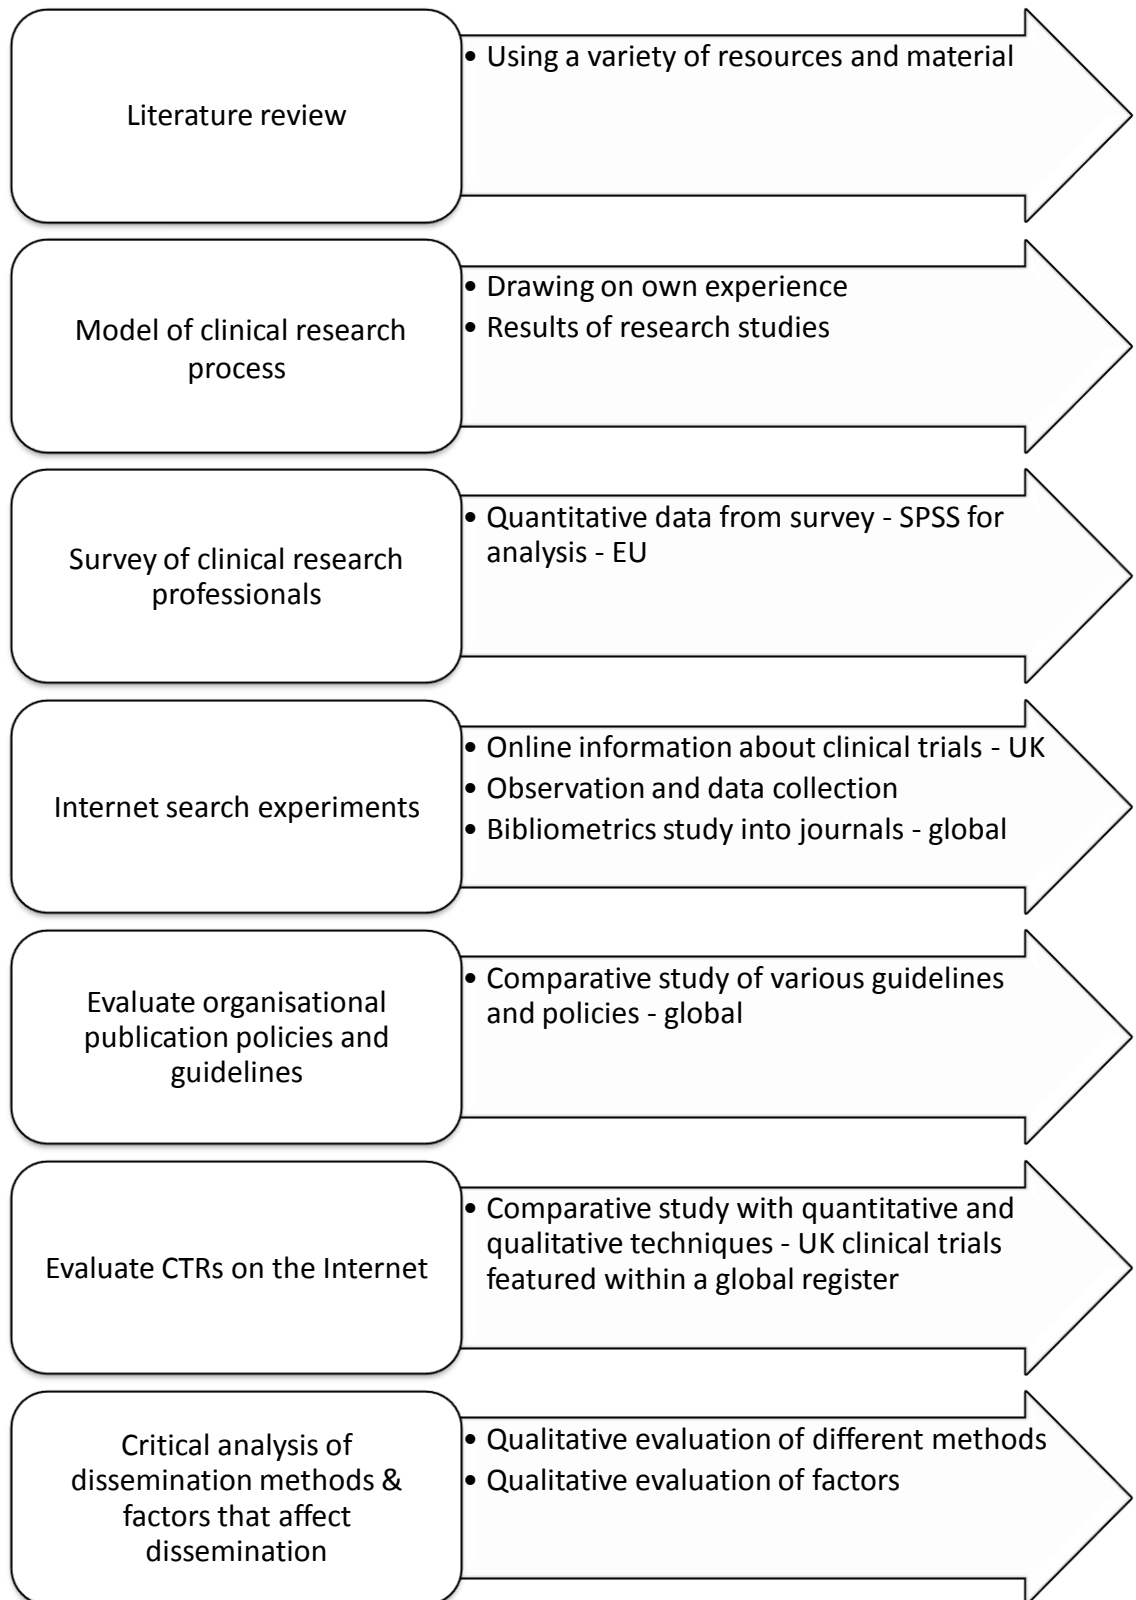 Literature review
• Using a variety of resources and material
Model of clinical research
process
• Drawing on own experience
• Results of research studies
Survey of clinical research
professionals
• Quantitative data from survey - SPSS for
analysis - EU
Internet search experiments
• Online information about clinical trials - UK
• Observation and data collection
• Bibliometrics study into journals - global
Evaluate organisational
publication policies and
guidelines
• Comparative study of various guidelines
and policies - global
Evaluate CTRs on the Internet
• Comparative study with quantitative and
qualitative techniques - UK clinical trials
featured within a global register
Critical analysis of
dissemination methods &
factors that affect
dissemination
• Qualitative evaluation of different methods
• Qualitative evaluation of factors